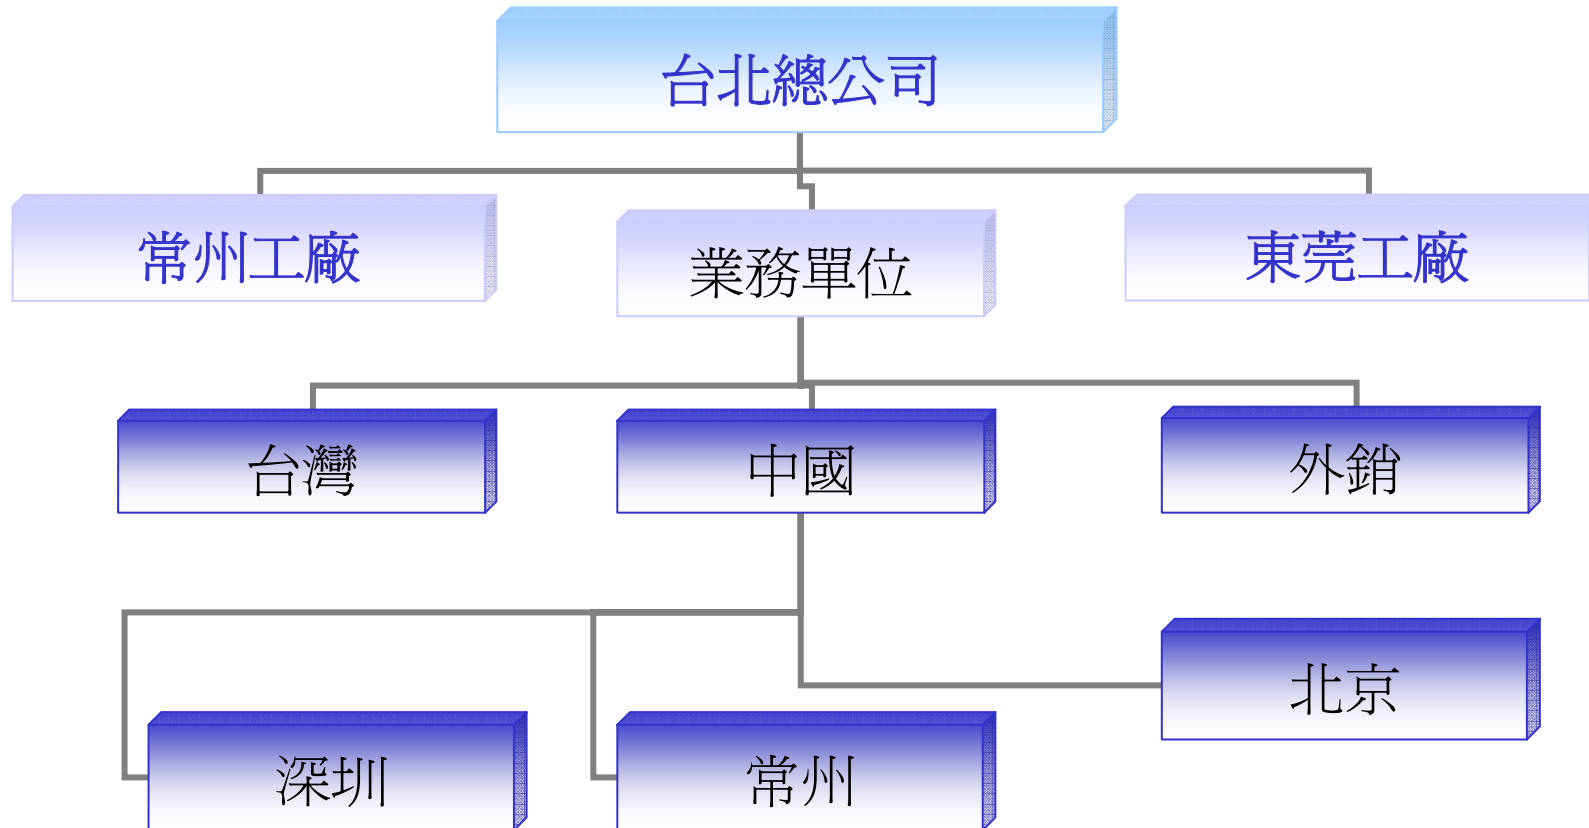 台北總公司
常州工廠
業務單位
東莞工廠
台灣
中國
外銷
北京
深圳
常州